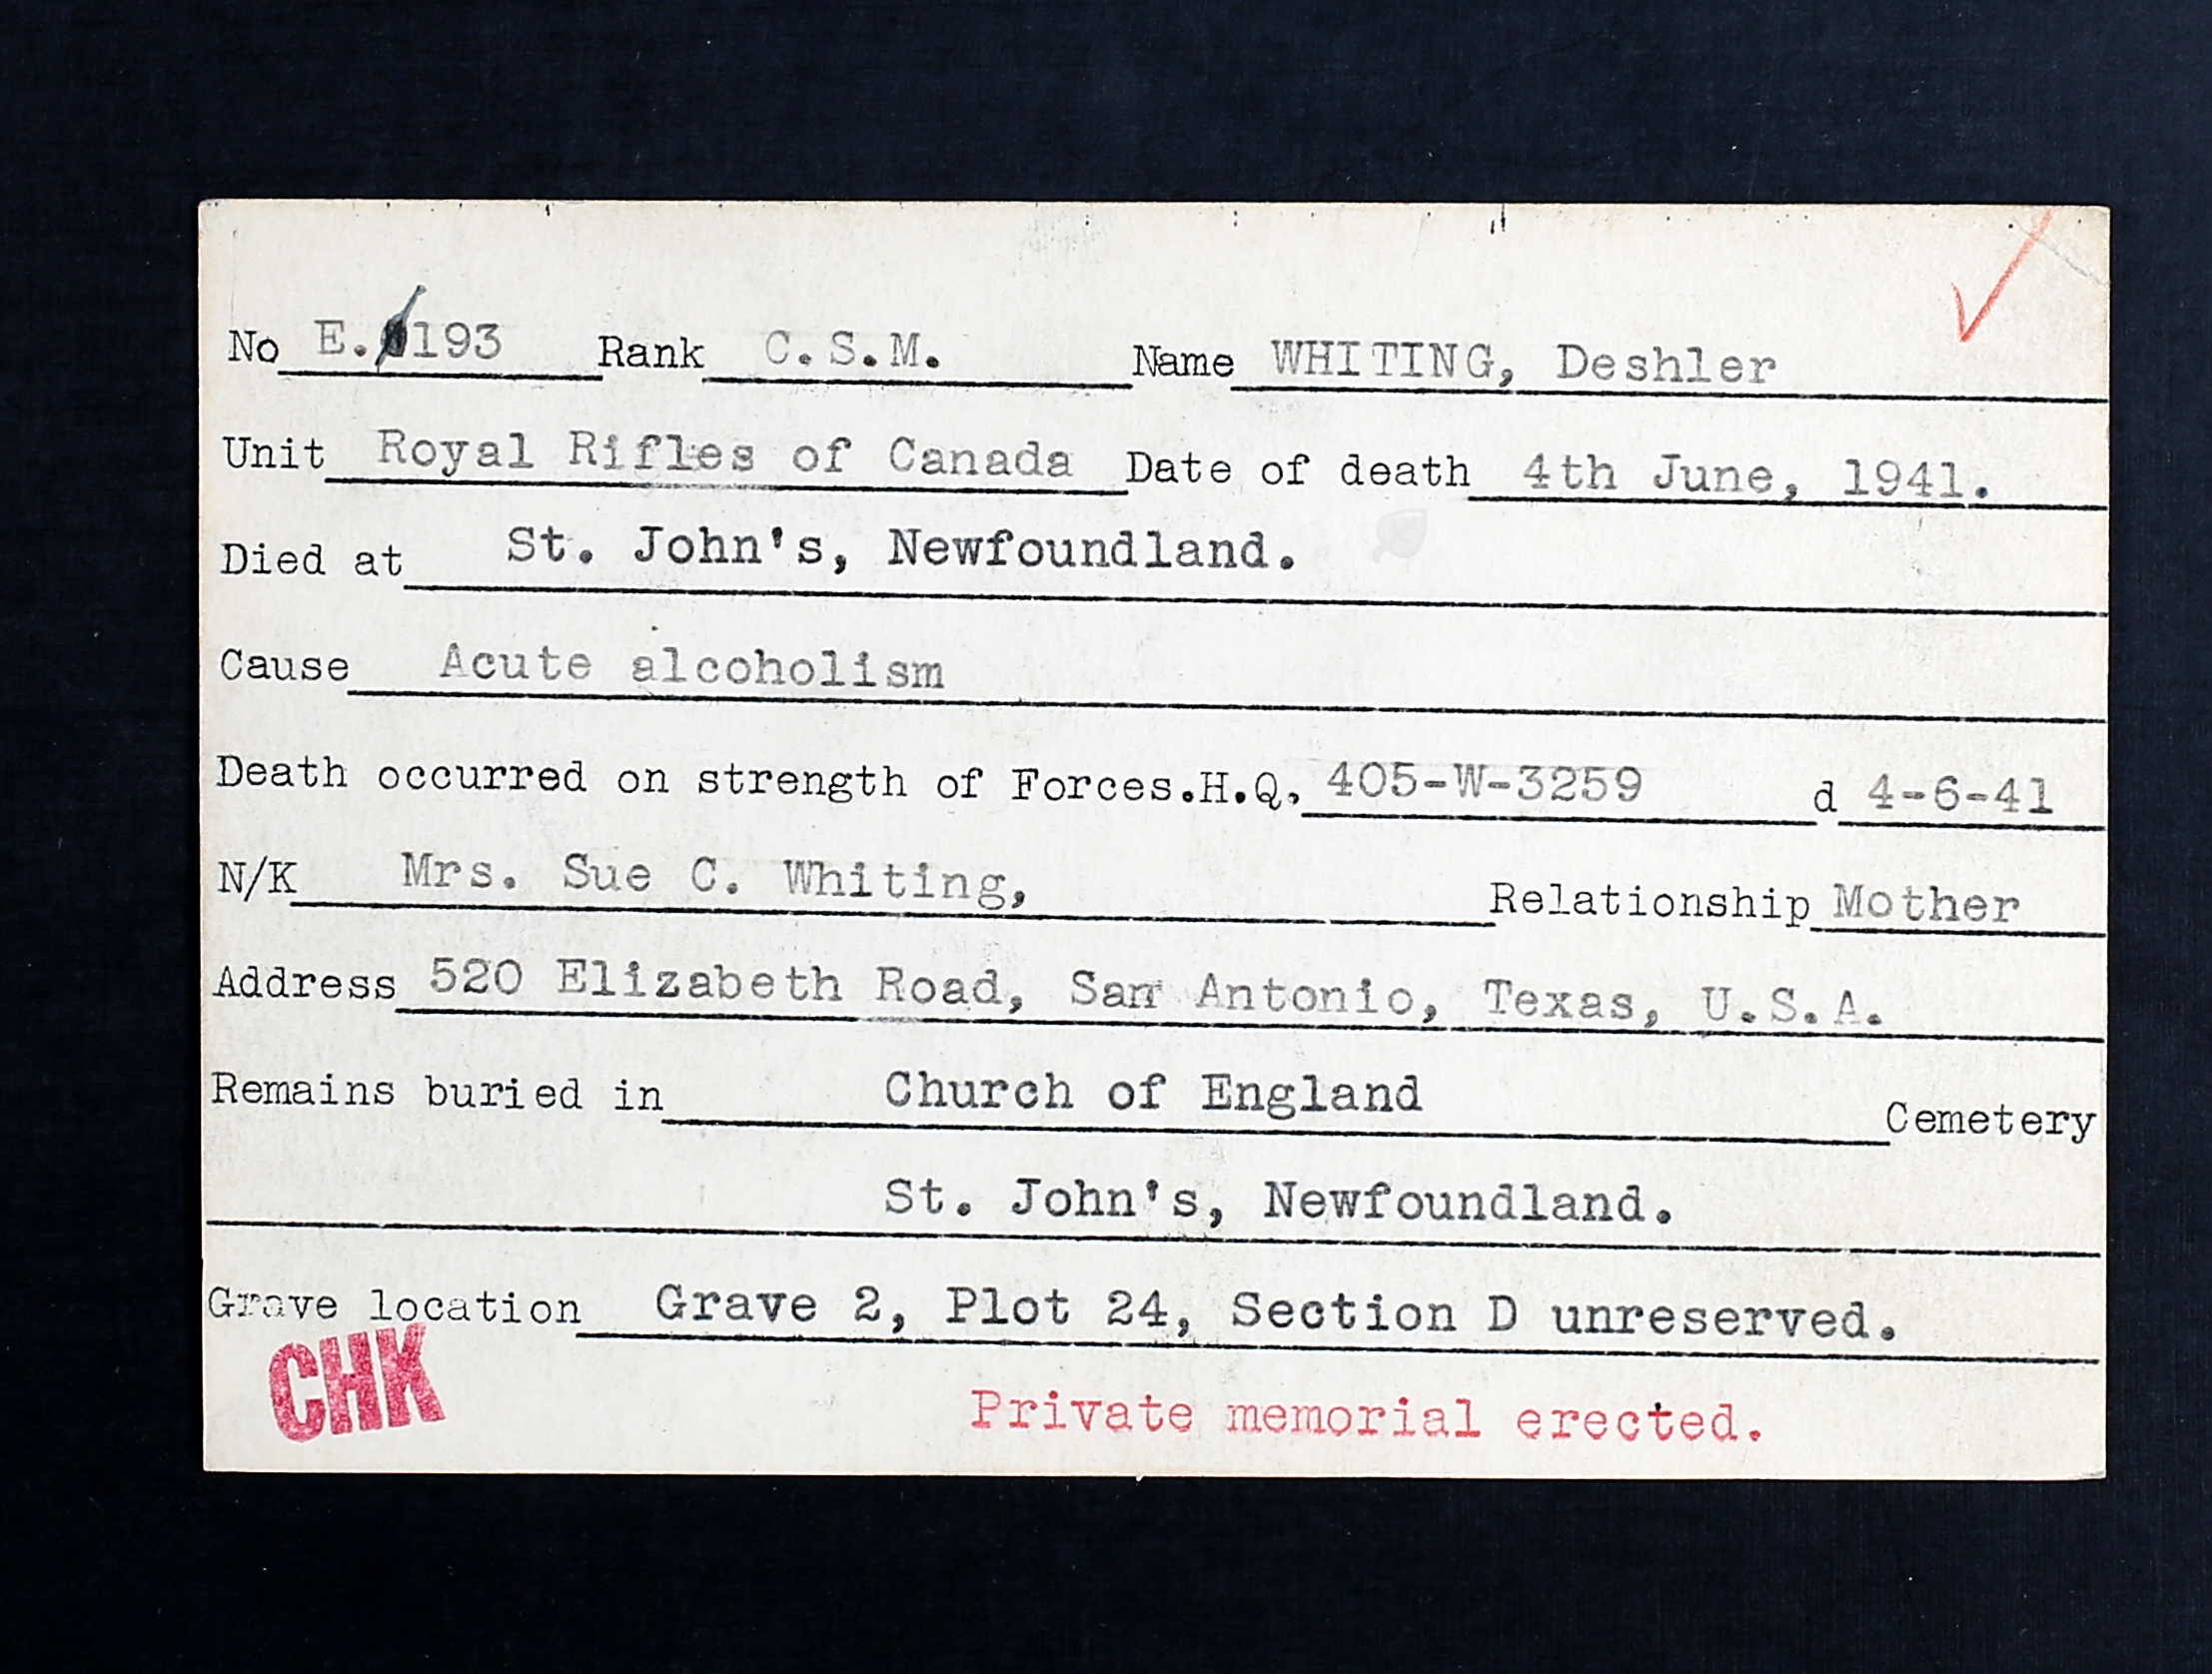 No E.193 Rank C.S.M. Name WHITING, Deshler
Unit Royal Rifles of Canada Date of death 4th June, 1941.
Died at St. John's, Newfoundland.
Cause Acute alcoholism
Death occurred on strength of Forces.H.Q. 405-W-3259 d 4-6-41
N/K Mrs. Sue C. Whiting, Relationship Mother
Address 520 Elizabeth Road, San Antonio, Texas, U.S.A.
Remains buried in Church of England Cemetery
St. John's, Newfoundland.
Grave location Grave 2, Plot 24, Section D unreserved.
CHK
Private memorial erected.